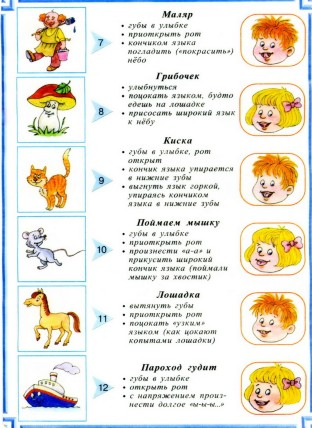 Маляр
7
• губы в улыбке
• приоткрыть рот
• кончиком языка
погладить («покрасить»)
нёбо
Грибочек
8
• улыбнуться
• поцокать языком, будто
едешь на лошадке
• присосать широкий язык
к нёбу
Киска
9
• губы в улыбке, рот
открыт
• кончик языка упирается
в нижние зубы
• выгнуть язык горкой,
упираясь кончиком
языка в нижние зубы
Поймаем мышку
10
• губы в улыбке
• приоткрыть рот
• произнести «а-а» и
прикусить широкий
кончик языка (поймали
мышку за хвостик)
Лошадка
11
• вытянуть губы
• приоткрыть рот
• поцокать «узким»
языком (как цокают
копытами лошадки)
Пароход гудит
12
• губы в улыбке
• открыть рот
• с напряжением произ-
нести долгое «ы-ы-ы...»